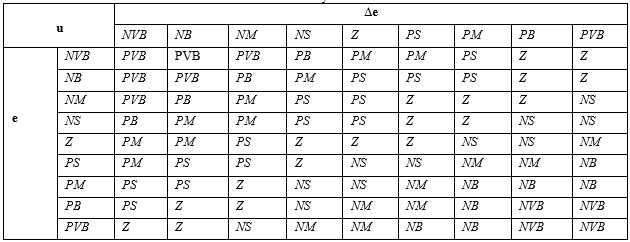 u Δe
NVB NB NM NS Z PS PM PB PVB
e
NVB PVB PVB PVB PB PM PM PS Z Z
NB PVB PVB PB PM PS PS PS Z Z
NM PVB PB PM PS PS Z Z Z NS
NS PB PM PM PS PS Z Z NS NS
Z PM PM PS Z Z Z NS NS NM
PS PM PS PS Z NS NS NM NM NB
PM PS PS Z NS NS NM NB NB NB
PB PS Z Z NS NM NM NB NVB NVB
PVB Z Z NS NM NM NB NB NVB NVB